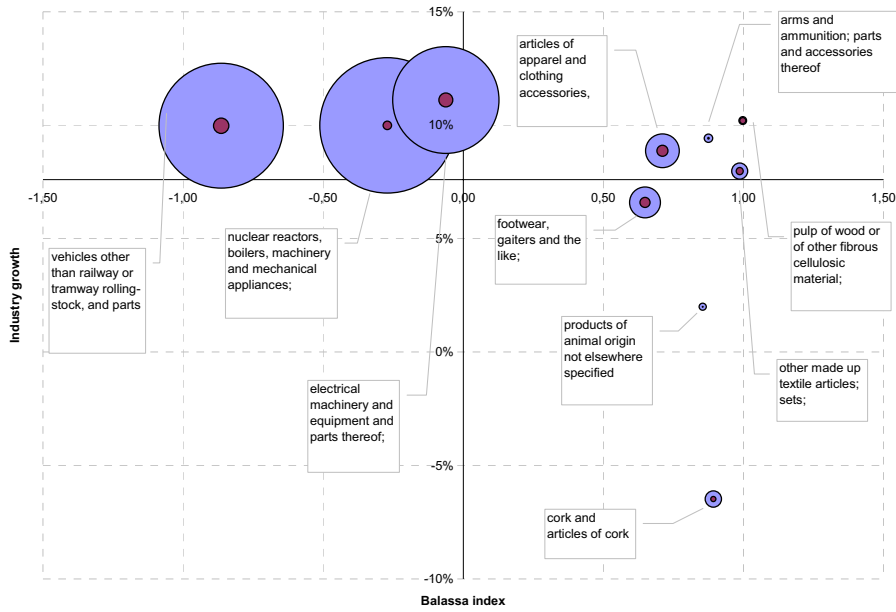 15%
arms and
ammunition; parts
and accessories
thereof
articles of
apparel and
clothing
accessories,
10%
-1,50
-1,00
-0,50
0,00
0,50
1,00
1,50
nuclear reactors,
boilers, machinery
and mechanical
appliances;
footwear,
gaiters and the
like;
pulp of wood or
of other fibrous
cellulosic
material;
5%
vehicles other
than railway or
tramway rolling-
stock, and parts
Industry growth
products of
animal origin
not elsewhere
specified
0%
other made up
textile articles;
sets;
electrical
machinery and
equipment and
parts thereof;
-5%
cork and
articles of cork
-10%
Balassa index